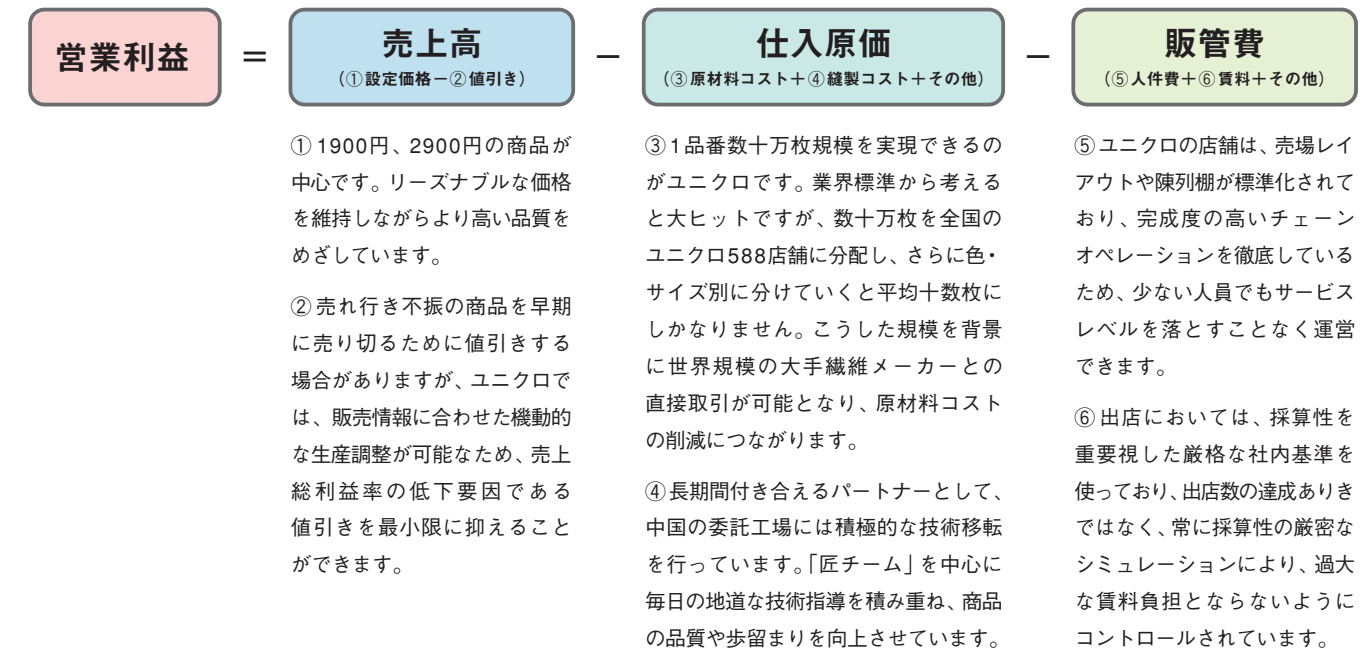 営業利益
＝
売上高
（①設定価格－②値引き）
－
仕入原価
（③原材料コスト＋④縫製コスト＋その他）
－
販管費
（⑤人件費＋⑥賃料＋その他）
①1900円、2900円の商品が
中心です。リーズナブルな価格
を維持しながらより高い品質を
めざしています。
②売れ行き不振の商品を早期
に売り切るために値引きする
場合がありますが、ユニクロで
は、販売情報に合わせた機動的
な生産調整が可能なため、売上
総利益率の低下要因である
値引きを最小限に抑えること
ができます。
③1品番数十万枚規模を実現できるの
がユニクロです。業界標準から考える
と大ヒットですが、数十万枚を全国の
ユニクロ588店舗に分配し、さらに色・
サイズ別に分けていくと平均十数枚に
しかなりません。こうした規模を背景
に世界規模の大手繊維メーカーとの
直接取引が可能となり、原材料コスト
の削減につながります。
④長期間付き合えるパートナーとして、
中国の委託工場には積極的な技術移転
を行っています。「匠チーム」を中心に
毎日の地道な技術指導を積み重ね、商品
の品質や歩留まりを向上させています。
⑤ユニクロの店舗は、売場レイ
アウトや陳列棚が標準化されて
おり、完成度の高いチェーン
オペレーションを徹底している
ため、少ない人員でもサービス
レベルを落とすことなく運営
できます。
⑥出店においては、採算性を
重要視した厳格な社内基準を
使っており、出店数の達成ありき
ではなく、常に採算性の厳密な
シミュレーションにより、過大
な賃料負担とならないように
コントロールされています。